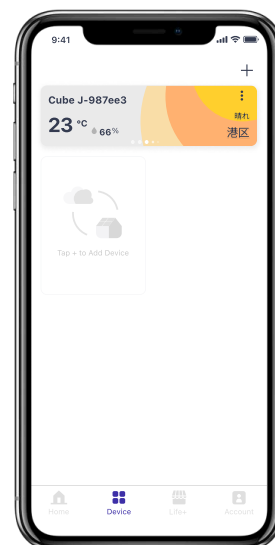 9:41
Cube J-987ee3
晴れ
23 °C 66%
港区
Tap + to Add Device
Home Device Life+ Account